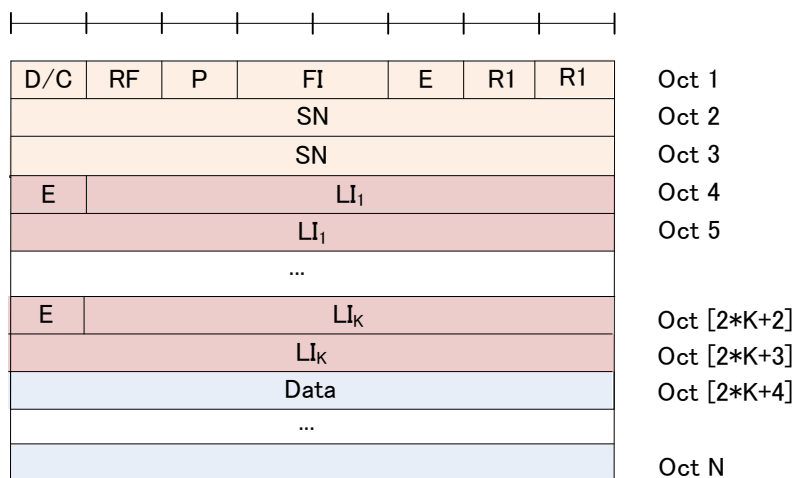 D/C RF P FI E R1 R1 Oct 1
SN Oct 2
SN Oct 3
E LI₁ Oct 4
LI₁ Oct 5
...
E LIₖ Oct [2*K+2]
LIₖ Oct [2*K+3]
Data Oct [2*K+4]
...
Oct N